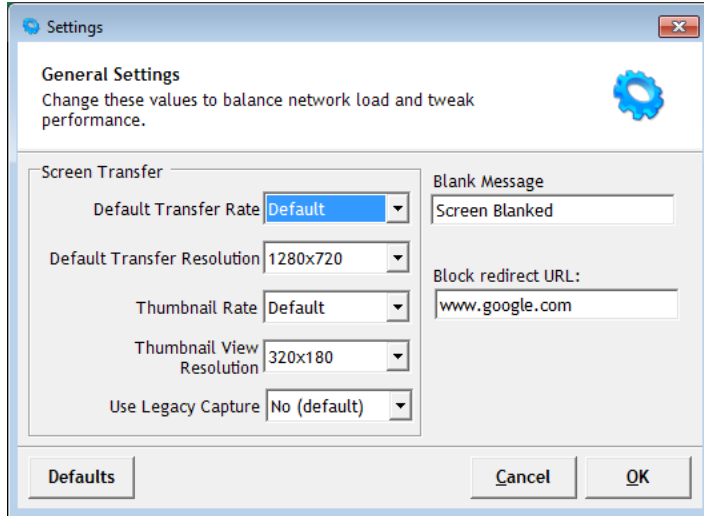 Settings
General Settings
Change these values to balance network load and tweak
performance.
Screen Transfer
Default Transfer Rate Default
Default Transfer Resolution 1280x720
Thumbnail Rate Default
Thumbnail View
Resolution 320x180
Use Legacy Capture No (default)
Blank Message
Screen Blanked
Block redirect URL:
www.google.com
Defaults
Cancel
OK